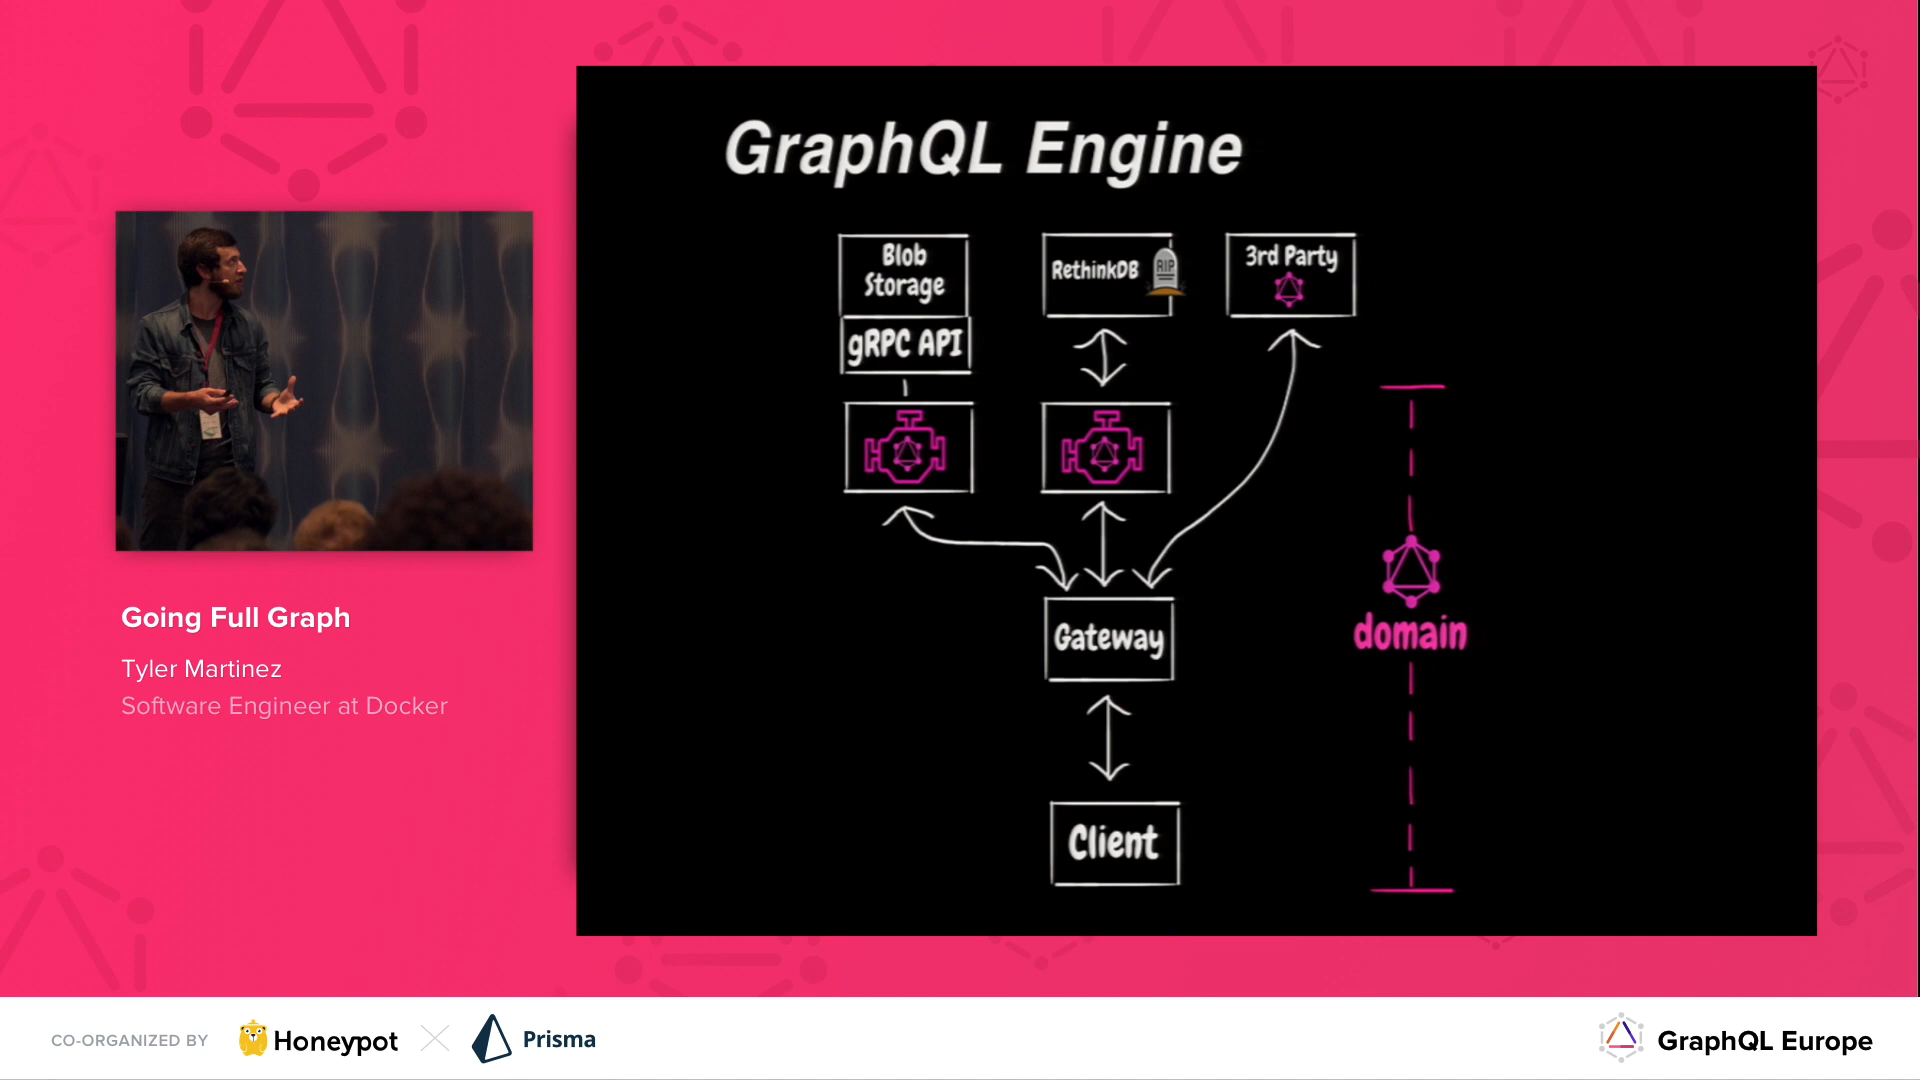 GraphQL Engine
Blob
Storage
gRPC API
RethinkDB
RIP
3rd Party
Gateway
Client
domain
Going Full Graph
Tyler Martinez
Software Engineer at Docker
CO-ORGANIZED BY
Honeypot
Prisma
GraphQL Europe